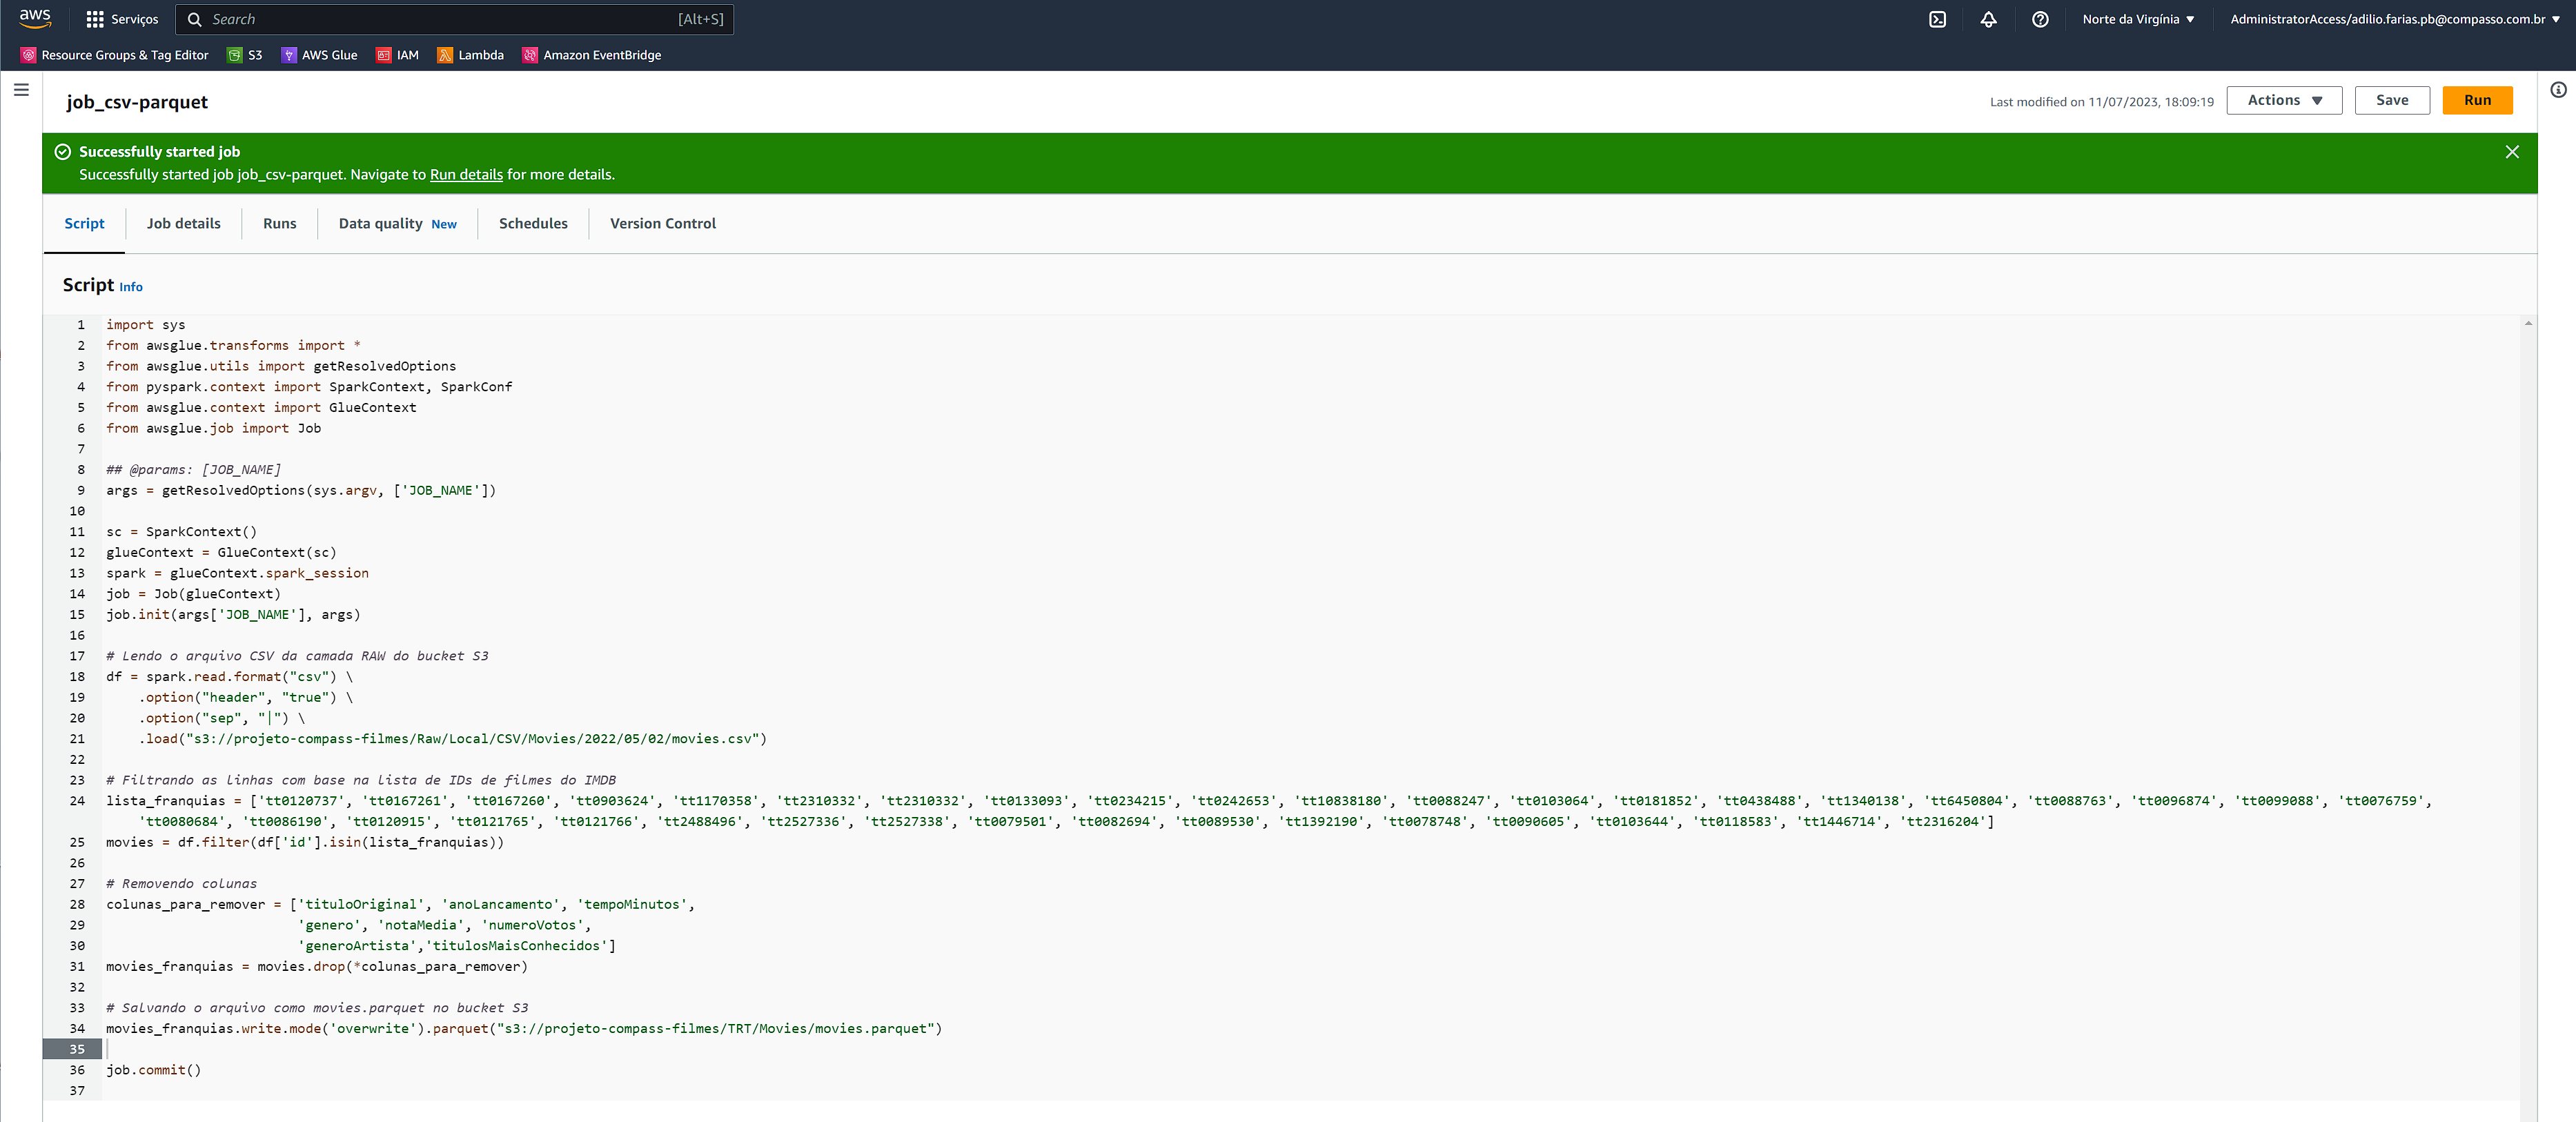 aws Serviços Search [Alt+S] Norte da Virgínia AdministratorAccess/adilio.farias.pb@compasso.com.br
Resource Groups & Tag Editor S3 AWS Glue IAM Lambda Amazon EventBridge
job_csv-parquet Last modified on 11/07/2023, 18:09:19 Actions Save Run
Successfully started job
Successfully started job job_csv-parquet. Navigate to Run details for more details.
Script Job details Runs Data quality New Schedules Version Control
Script Info
1 import sys
2 from awsglue.transforms import *
3 from awsglue.utils import getResolvedOptions
4 from pyspark.context import SparkContext, SparkConf
5 from awsglue.context import GlueContext
6 from awsglue.job import Job
7
8 ## @params: [JOB_NAME]
9 args = getResolvedOptions(sys.argv, ['JOB_NAME'])
10
11 sc = SparkContext()
12 glueContext = GlueContext(sc)
13 spark = glueContext.spark_session
14 job = Job(glueContext)
15 job.init(args['JOB_NAME'], args)
16
17 # Lendo o arquivo CSV da camada RAW do bucket S3
18 df = spark.read.format("csv") \
19 .option("header", "true") \
20 .option("sep", "|") \
21 .load("s3://projeto-compass-filmes/Raw/Local/CSV/Movies/2022/05/02/movies.csv")
22
23 # Filtrando as linhas com base na lista de IDs de filmes do IMDB
24 lista_franquias = ['tt0120737', 'tt0167261', 'tt0167260', 'tt0903624', 'tt1170358', 'tt2310332', 'tt2310332', 'tt0133093', 'tt0234215', 'tt0242653', 'tt10838180', 'tt0088247', 'tt0103064', 'tt0181852', 'tt0438488', 'tt1340138', 'tt6450804', 'tt0088763', 'tt0096874', 'tt0099088', 'tt0076759',
'tt0080684', 'tt0086190', 'tt0120915', 'tt0121765', 'tt0121766', 'tt2488496', 'tt2527336', 'tt2527338', 'tt0079501', 'tt0082694', 'tt0089530', 'tt1392190', 'tt0078748', 'tt0090605', 'tt0103644', 'tt0118583', 'tt1446714', 'tt2316204']
25 movies = df.filter(df['id'].isin(lista_franquias))
26
27 # Removendo colunas
28 colunas_para_remover = ['tituloOriginal', 'anoLancamento', 'tempoMinutos',
29 'genero', 'notaMedia', 'numeroVotos',
30 'generoArtista','titulosMaisConhecidos']
31 movies_franquias = movies.drop(*colunas_para_remover)
32
33 # Salvando o arquivo como movies.parquet no bucket S3
34 movies_franquias.write.mode('overwrite').parquet("s3://projeto-compass-filmes/TRT/Movies/movies.parquet")
35
36 job.commit()
37